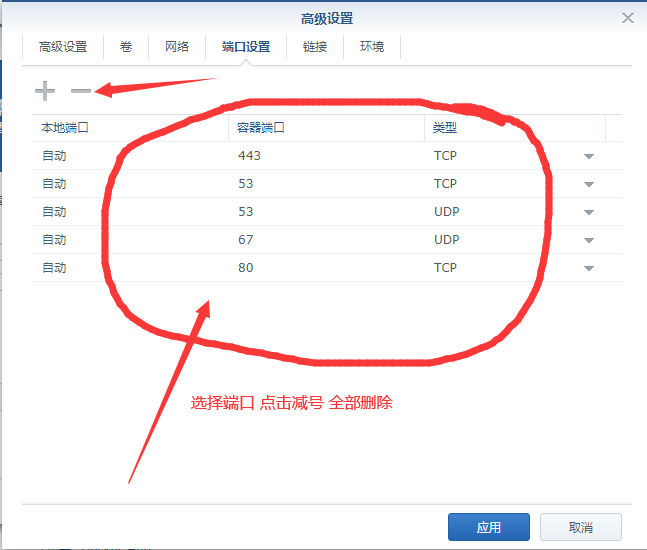 高级设置
高级设置 卷 网络 端口设置 链接 环境
本地端口 容器端口 类型
自动 443 TCP
自动 53 TCP
自动 53 UDP
自动 67 UDP
自动 80 TCP
选择端口 点击减号 全部删除
应用 取消